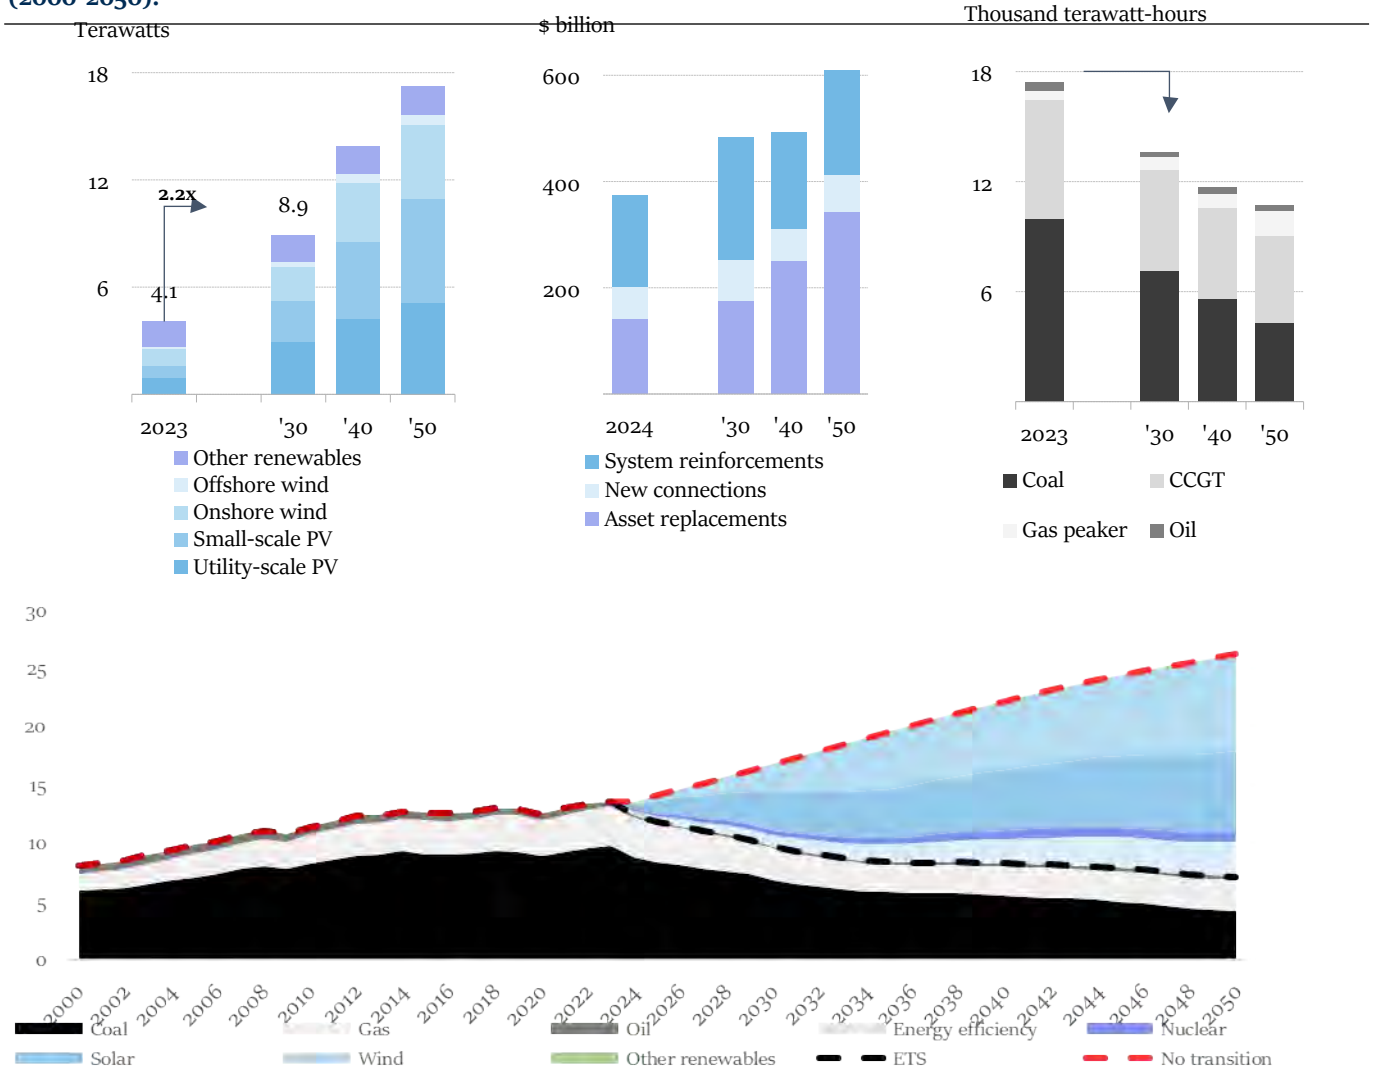 (2000-2050).
Terawatts
$ billion
Thousand terawatt-hours
18
12
6
2.2x
4.1
8.9
2023
'30
'40
'50
Other renewables
Offshore wind
Onshore wind
Small-scale PV
Utility-scale PV
600
400
200
2024
'30
'40
'50
System reinforcements
New connections
Asset replacements
18
12
6
2023
'30
'40
'50
Coal
CCGT
Gas peaker
Oil
30
25
20
15
10
5
0
2000
2002
2004
2006
2008
2010
2012
2014
2016
2018
2020
2022
2024
2026
2028
2030
2032
2034
2036
2038
2040
2042
2044
2046
2048
2050
Coal
Gas
Oil
Energy efficiency
Nuclear
Solar
Wind
Other renewables
ETS
No transition